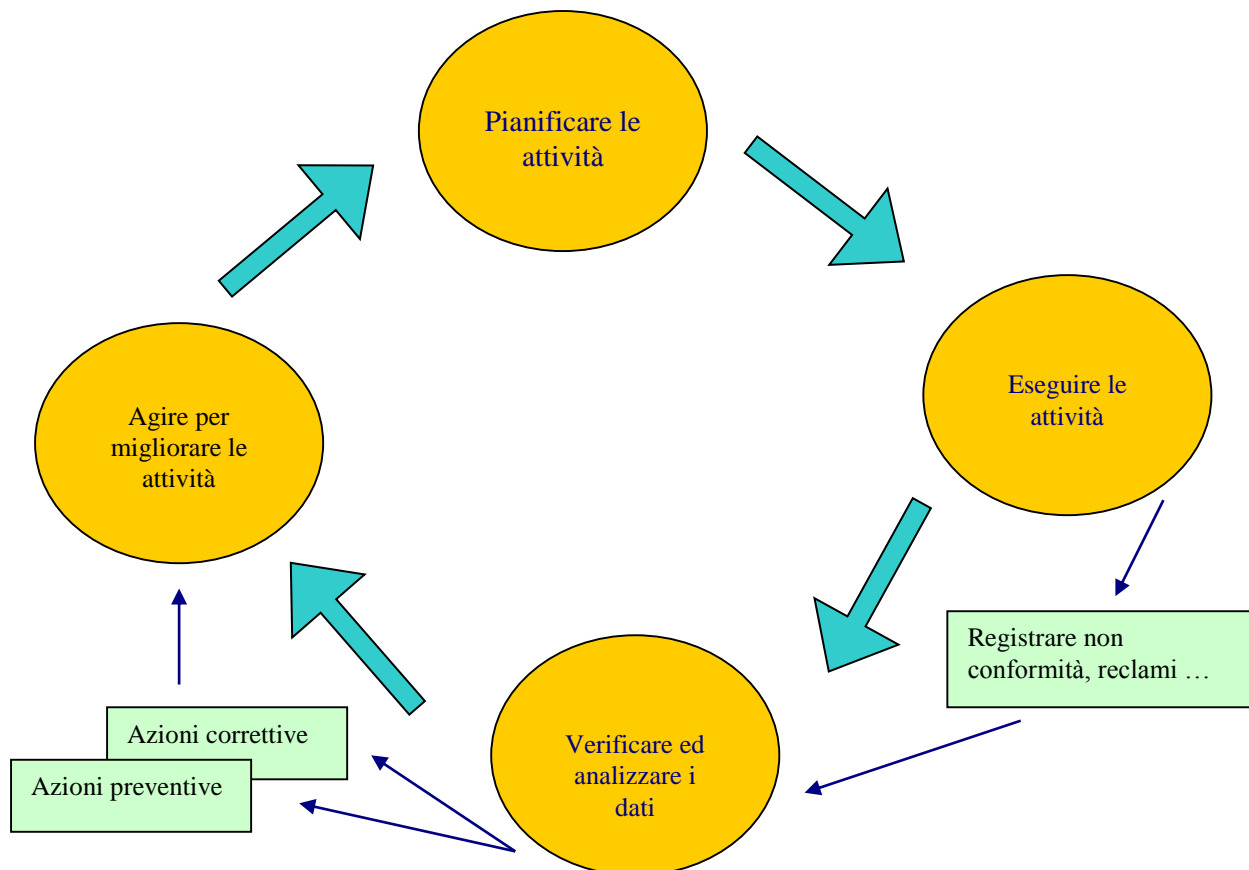 Pianificare le
attività
Eseguire le
attività
Agire per
migliorare le
attività
Registrare non
conformità, reclami …
Verificare ed
analizzare i
dati
Azioni correttive
Azioni preventive